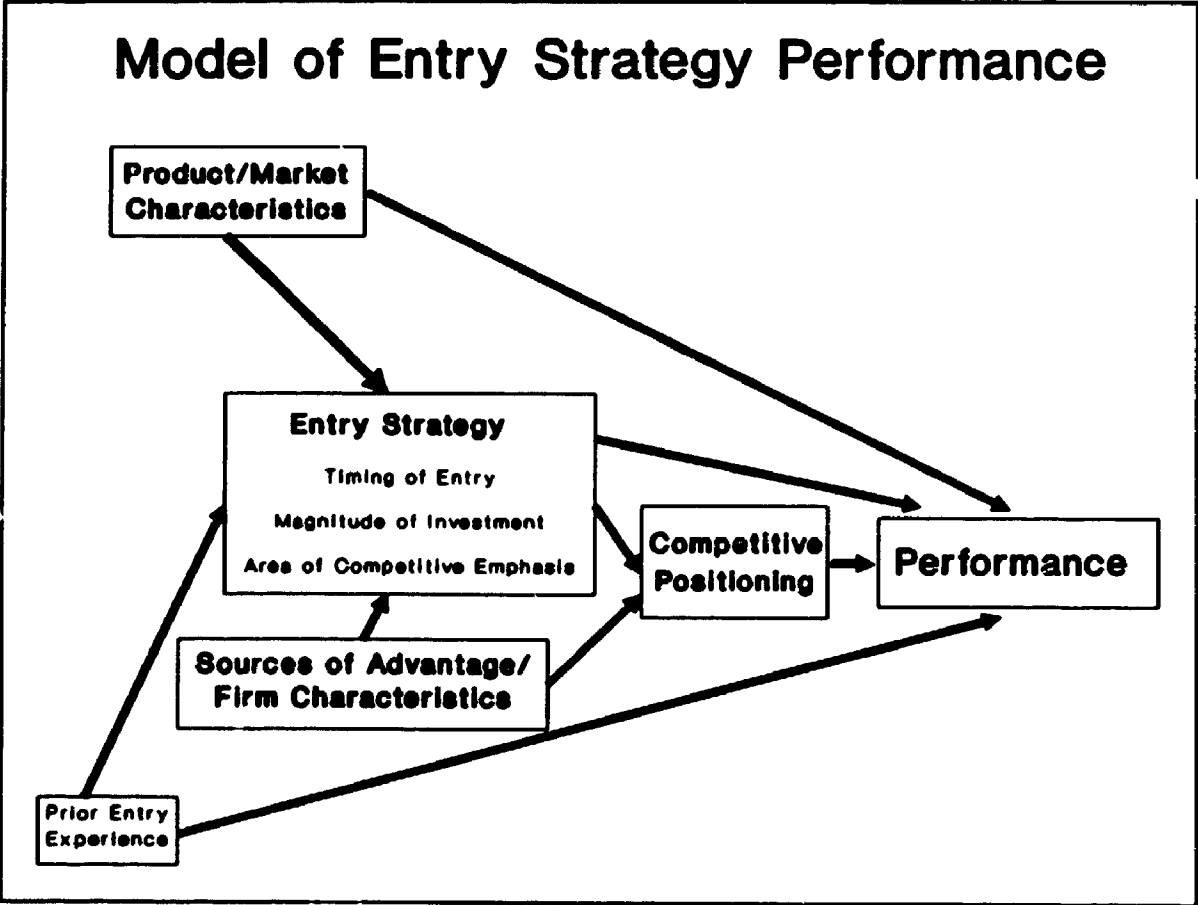 Model of Entry Strategy Performance
Product/Market
Characteristics
Entry Strategy
Timing of Entry
Magnitude of Investment
Area of Competitive Emphasis
Competitive
Positioning
Performance
Sources of Advantage/
Firm Characteristics
Prior Entry
Experience